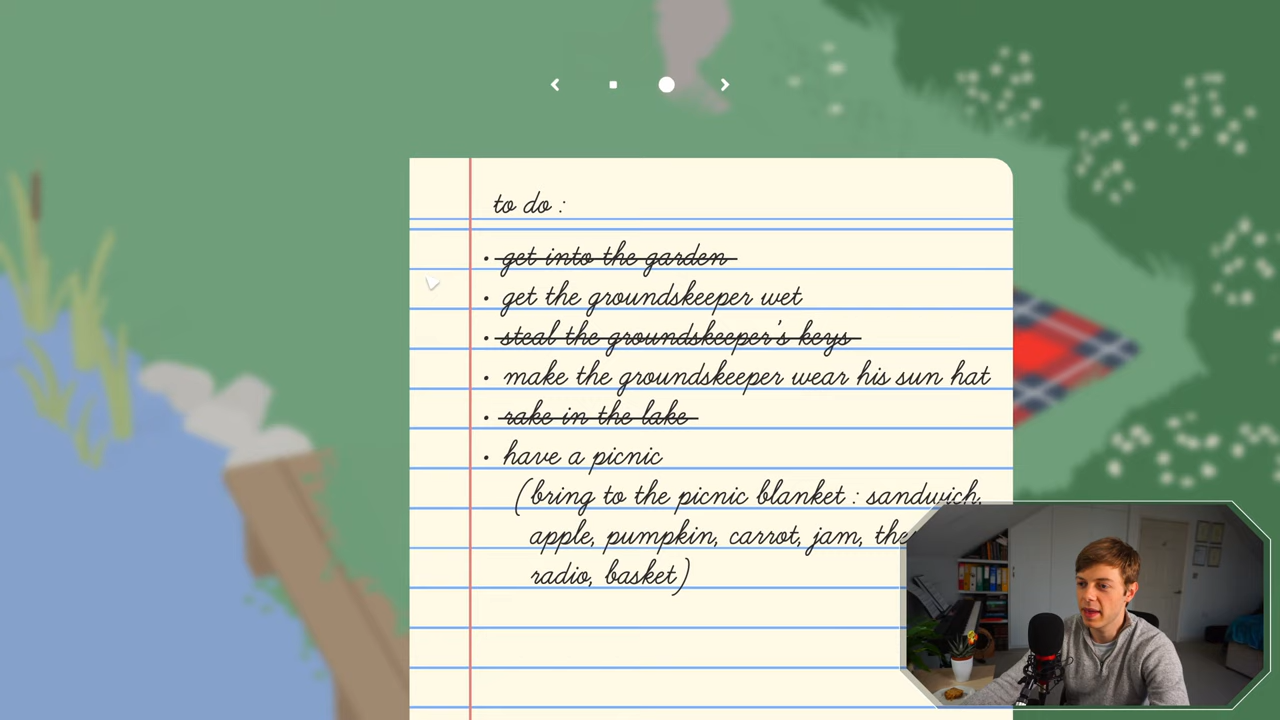 to do :
• get into the garden
• get the groundskeeper wet
• steal the groundskeeper's keys
• make the groundskeeper wear his sun hat
• rake in the lake
• have a picnic
(bring to the picnic blanket : sandwich,
apple, pumpkin, carrot, jam,
radio, basket)